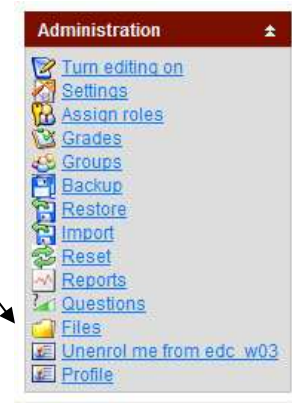 Administration
Turn editing on
Settings
Assign roles
Grades
Groups
Backup
Restore
Import
Reset
Reports
Questions
Files
Unenrol me from edc_w03
Profile